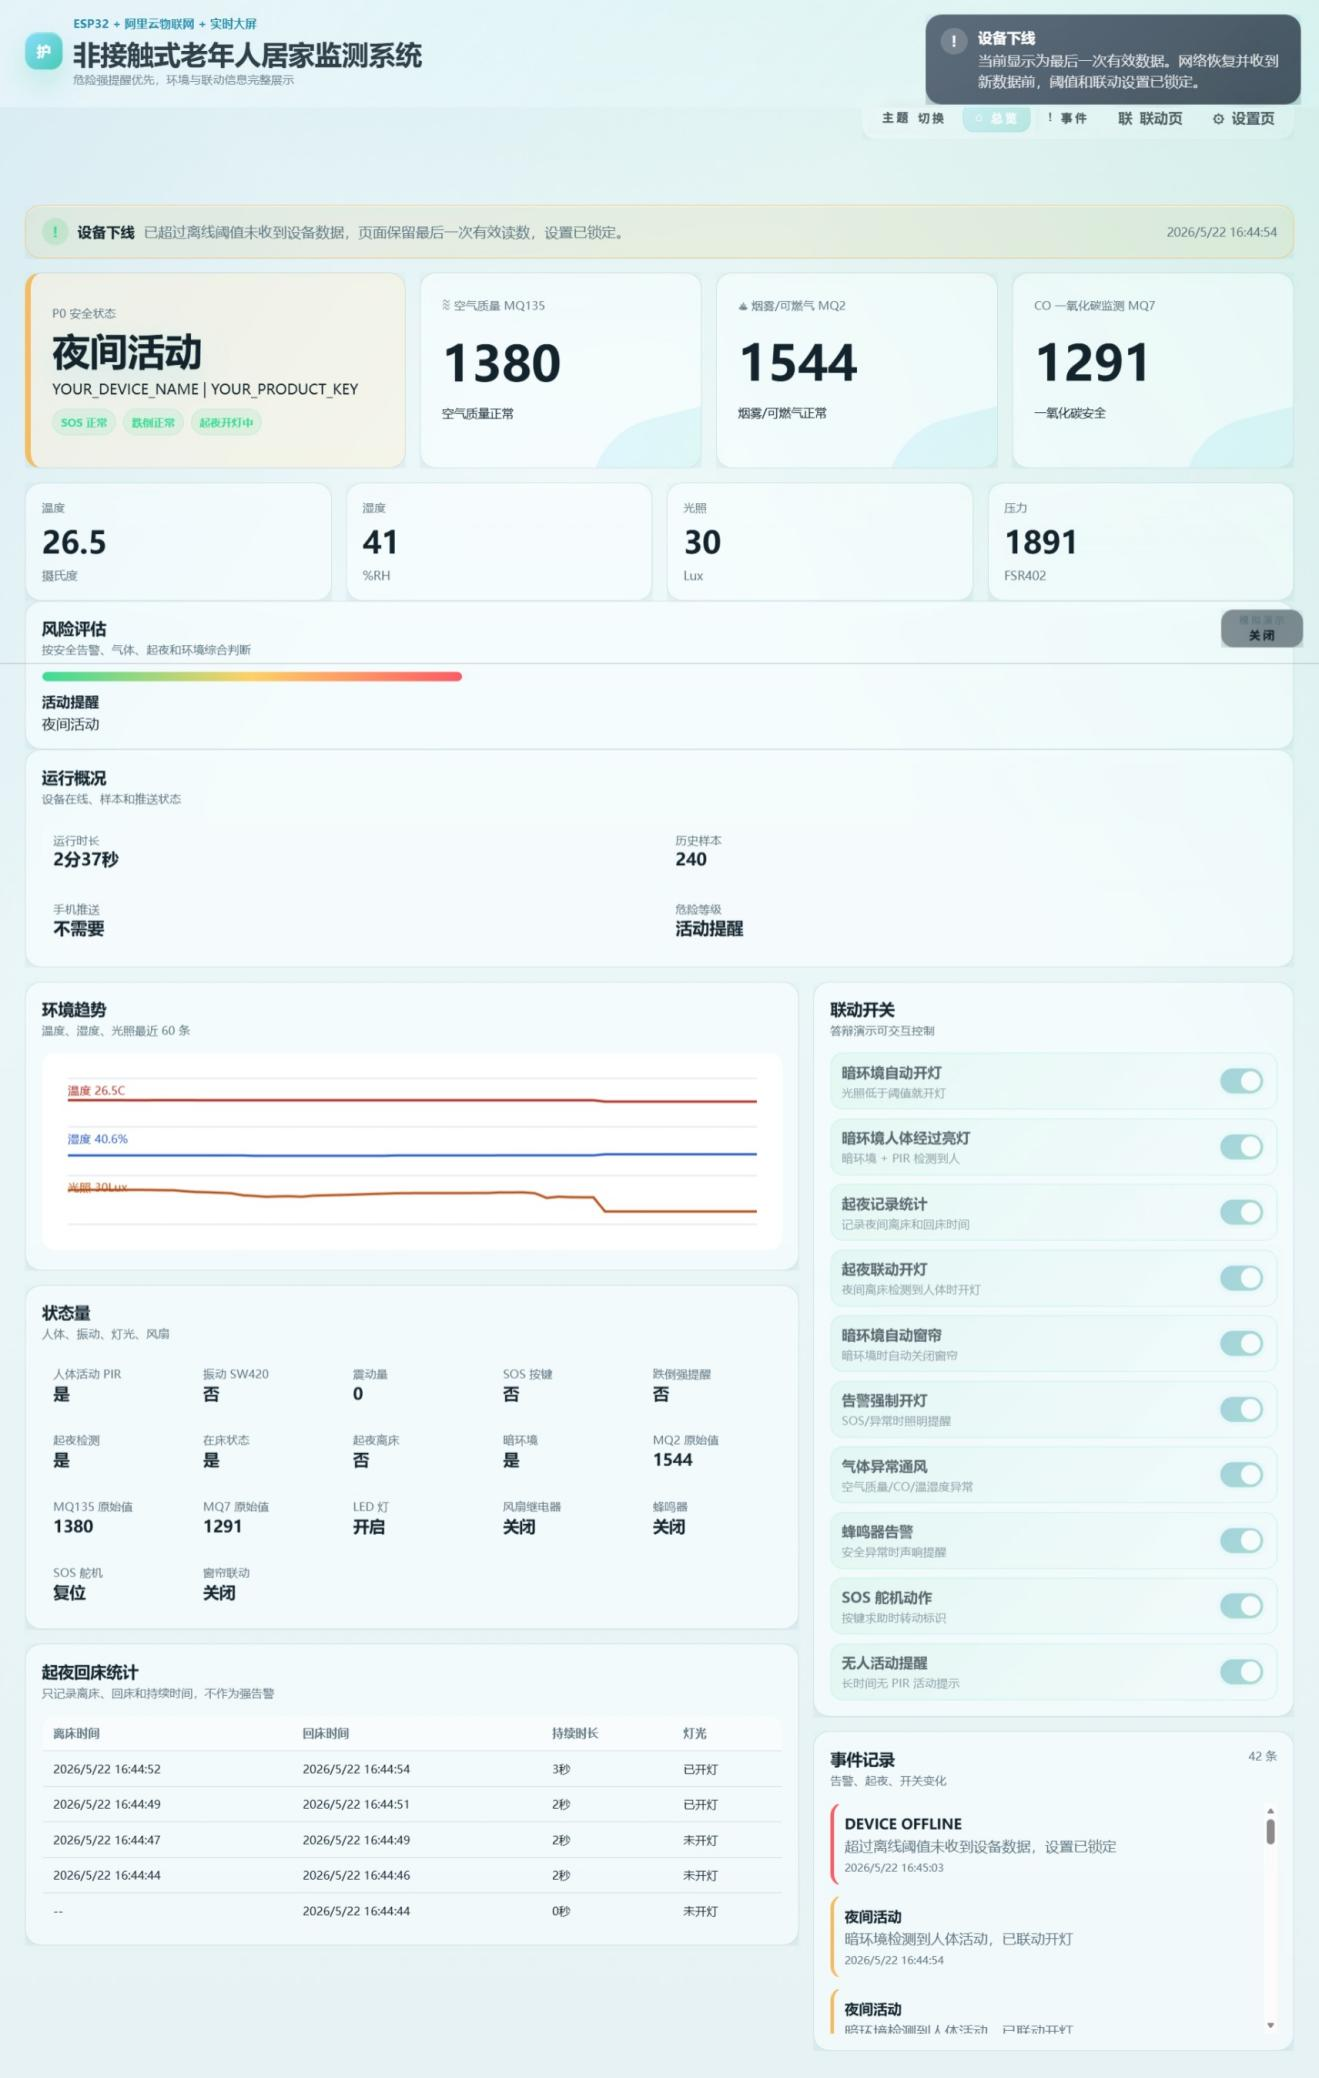 ESP32 + 阿里云物联网 + 实时大屏
护
非接触式老年人居家监测系统
危险强提醒优先，环境与联动信息完整展示
! 设备下线
当前显示为最后一次有效数据。网络恢复并收到
新数据前，阈值和联动设置已锁定。
主题 切换 总览 ! 事件 联 联动页 ⚙ 设置页
! 设备下线 已超过离线阈值未收到设备数据，页面保留最后一次有效读数，设置已锁定。 2026/5/22 16:44:54
P0 安全状态
夜间活动
YOUR_DEVICE_NAME | YOUR_PRODUCT_KEY
SOS 正常 跌倒正常 起夜开灯中
空气质量 MQ135
1380
空气质量正常
烟雾/可燃气 MQ2
1544
烟雾/可燃气正常
CO 一氧化碳监测 MQ7
1291
一氧化碳安全
温度
26.5
摄氏度
湿度
41
%RH
光照
30
Lux
压力
1891
FSR402
风险评估
按安全告警、气体、起夜和环境综合判断
模拟演示
关闭
活动提醒
夜间活动
运行概况
设备在线、样本和推送状态
运行时长
2分37秒
历史样本
240
手机推送
不需要
危险等级
活动提醒
环境趋势
温度、湿度、光照最近 60 条
温度 26.5C
湿度 40.6%
光照 30Lux
状态量
人体、振动、灯光、风扇
人体活动 PIR
是
振动 SW420
否
震动量
0
SOS 按键
否
跌倒强提醒
否
起夜检测
是
在床状态
是
起夜离床
否
暗环境
是
MQ2 原始值
1544
MQ135 原始值
1380
MQ7 原始值
1291
LED 灯
开启
风扇继电器
关闭
蜂鸣器
关闭
SOS 舵机
复位
窗帘联动
关闭
起夜回床统计
只记录离床、回床和持续时间，不作为强告警
离床时间 回床时间 持续时长 灯光
2026/5/22 16:44:52 2026/5/22 16:44:54 3秒 已开灯
2026/5/22 16:44:49 2026/5/22 16:44:51 2秒 已开灯
2026/5/22 16:44:47 2026/5/22 16:44:49 2秒 未开灯
2026/5/22 16:44:44 2026/5/22 16:44:46 2秒 未开灯
-- 2026/5/22 16:44:44 0秒 未开灯
联动开关
答辩演示可交互控制
暗环境自动开灯
光照低于阈值就开灯
暗环境人体经过亮灯
暗环境 + PIR 检测到人
起夜记录统计
记录夜间离床和回床时间
起夜联动开灯
夜间离床检测到人体时开灯
暗环境自动窗帘
暗环境时自动关闭窗帘
告警强制开灯
SOS/异常时照明提醒
气体异常通风
空气质量/CO/温湿度异常
蜂鸣器告警
安全异常时声响提醒
SOS 舵机动作
按键求助时转动标识
无人活动提醒
长时间无 PIR 活动提示
事件记录 42 条
告警、起夜、开关变化
DEVICE OFFLINE
超过离线阈值未收到设备数据，设置已锁定
2026/5/22 16:45:03
夜间活动
暗环境检测到人体活动，已联动开灯
2026/5/22 16:44:54
夜间活动
暗环境检测到人体活动，已联动开灯